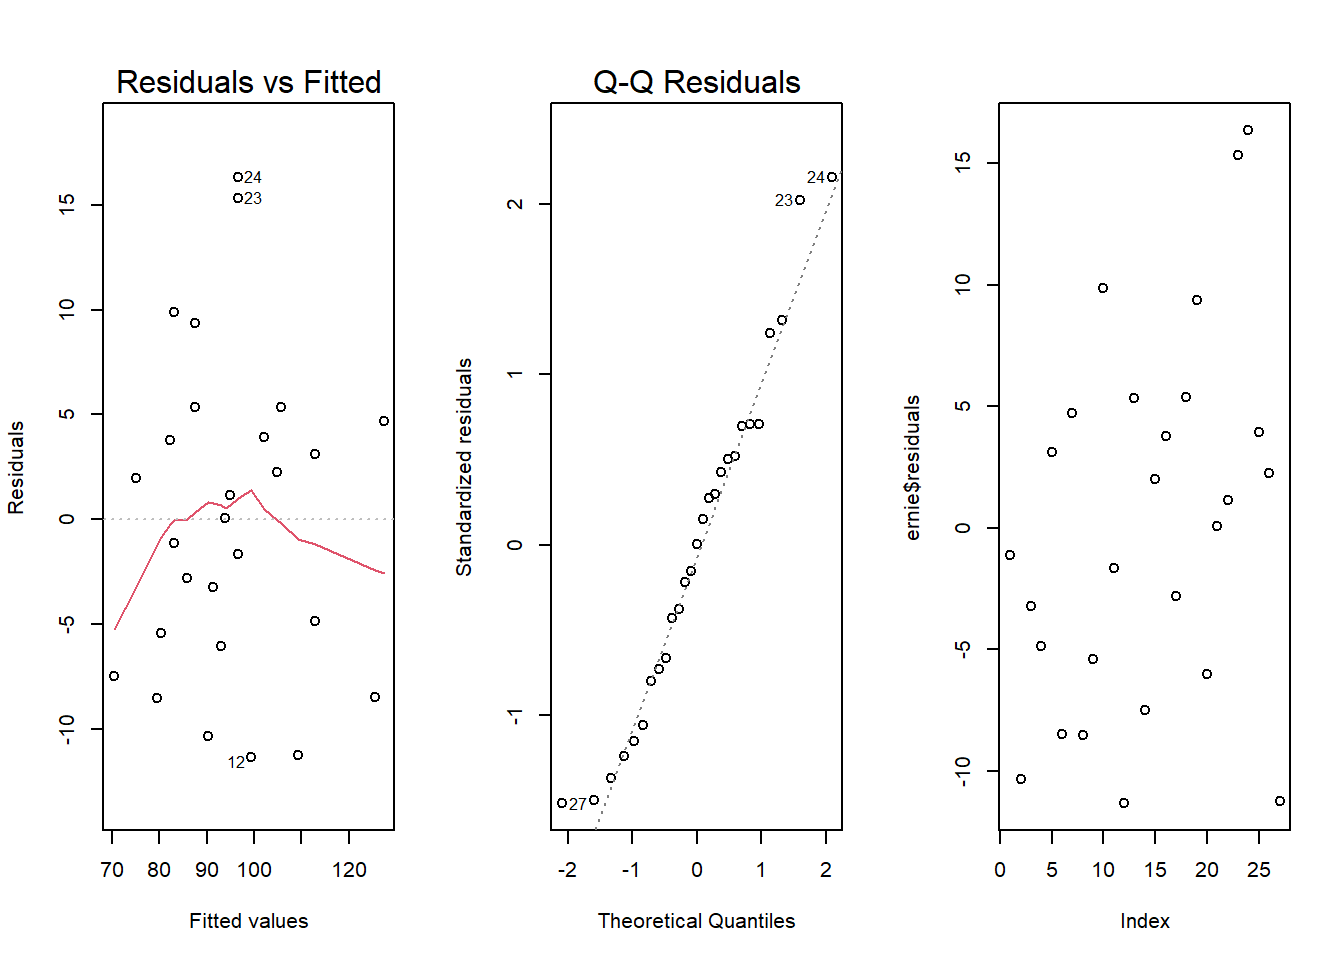 Residuals vs Fitted
Residuals
15
10
5
0
-5
-10
24
23
12
70 80 90 100 120
Fitted values
Q-Q Residuals
Standardized residuals
2
1
0
-1
24
23
27
-2 -1 0 1 2
Theoretical Quantiles
ernie$residuals
15
10
5
0
-5
-10
0 5 10 15 20 25
Index